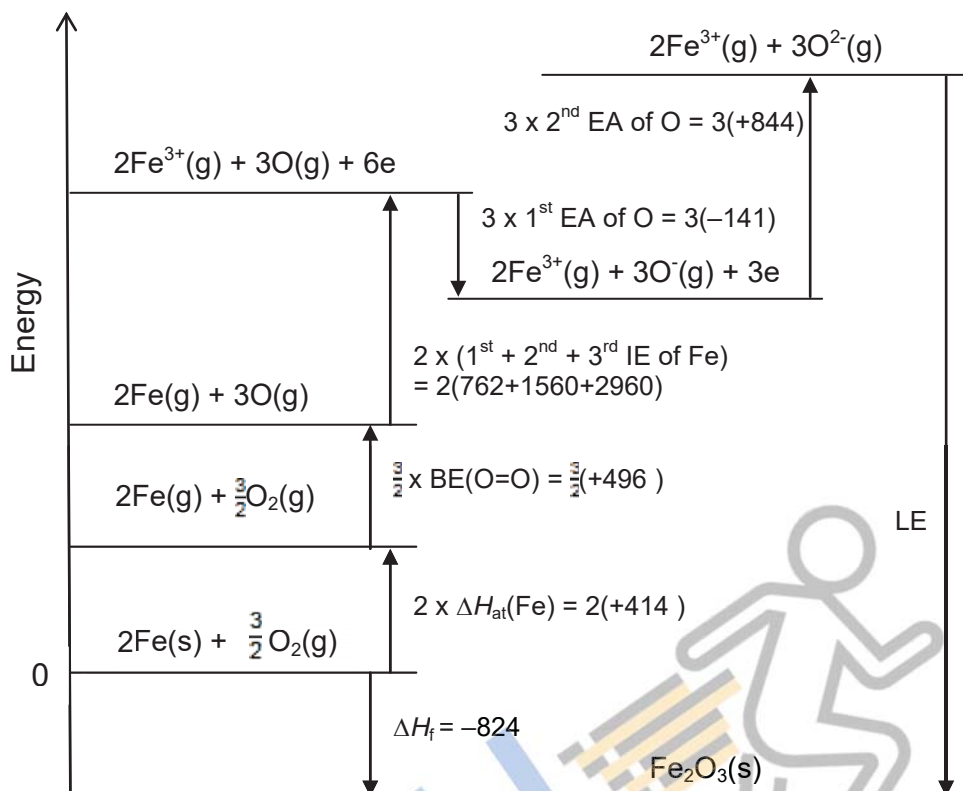 2Fe³⁺(g) + 3O²⁻(g)
3 x 2ⁿᵈ EA of O = 3(+844)
2Fe³⁺(g) + 3O(g) + 6e
3 x 1ˢᵗ EA of O = 3(–141)
2Fe³⁺(g) + 3O⁻(g) + 3e
Energy
2 x (1ˢᵗ + 2ⁿᵈ + 3ʳᵈ IE of Fe)
= 2(762+1560+2960)
2Fe(g) + 3O(g)
3/2 x BE(O=O) = 3/2(+496 )
2Fe(g) + 3/2O₂(g)
LE
2 x ΔHₐₜ(Fe) = 2(+414 )
2Fe(s) + 3/2 O₂(g)
0
ΔH_f = –824
Fe₂O₃(s)